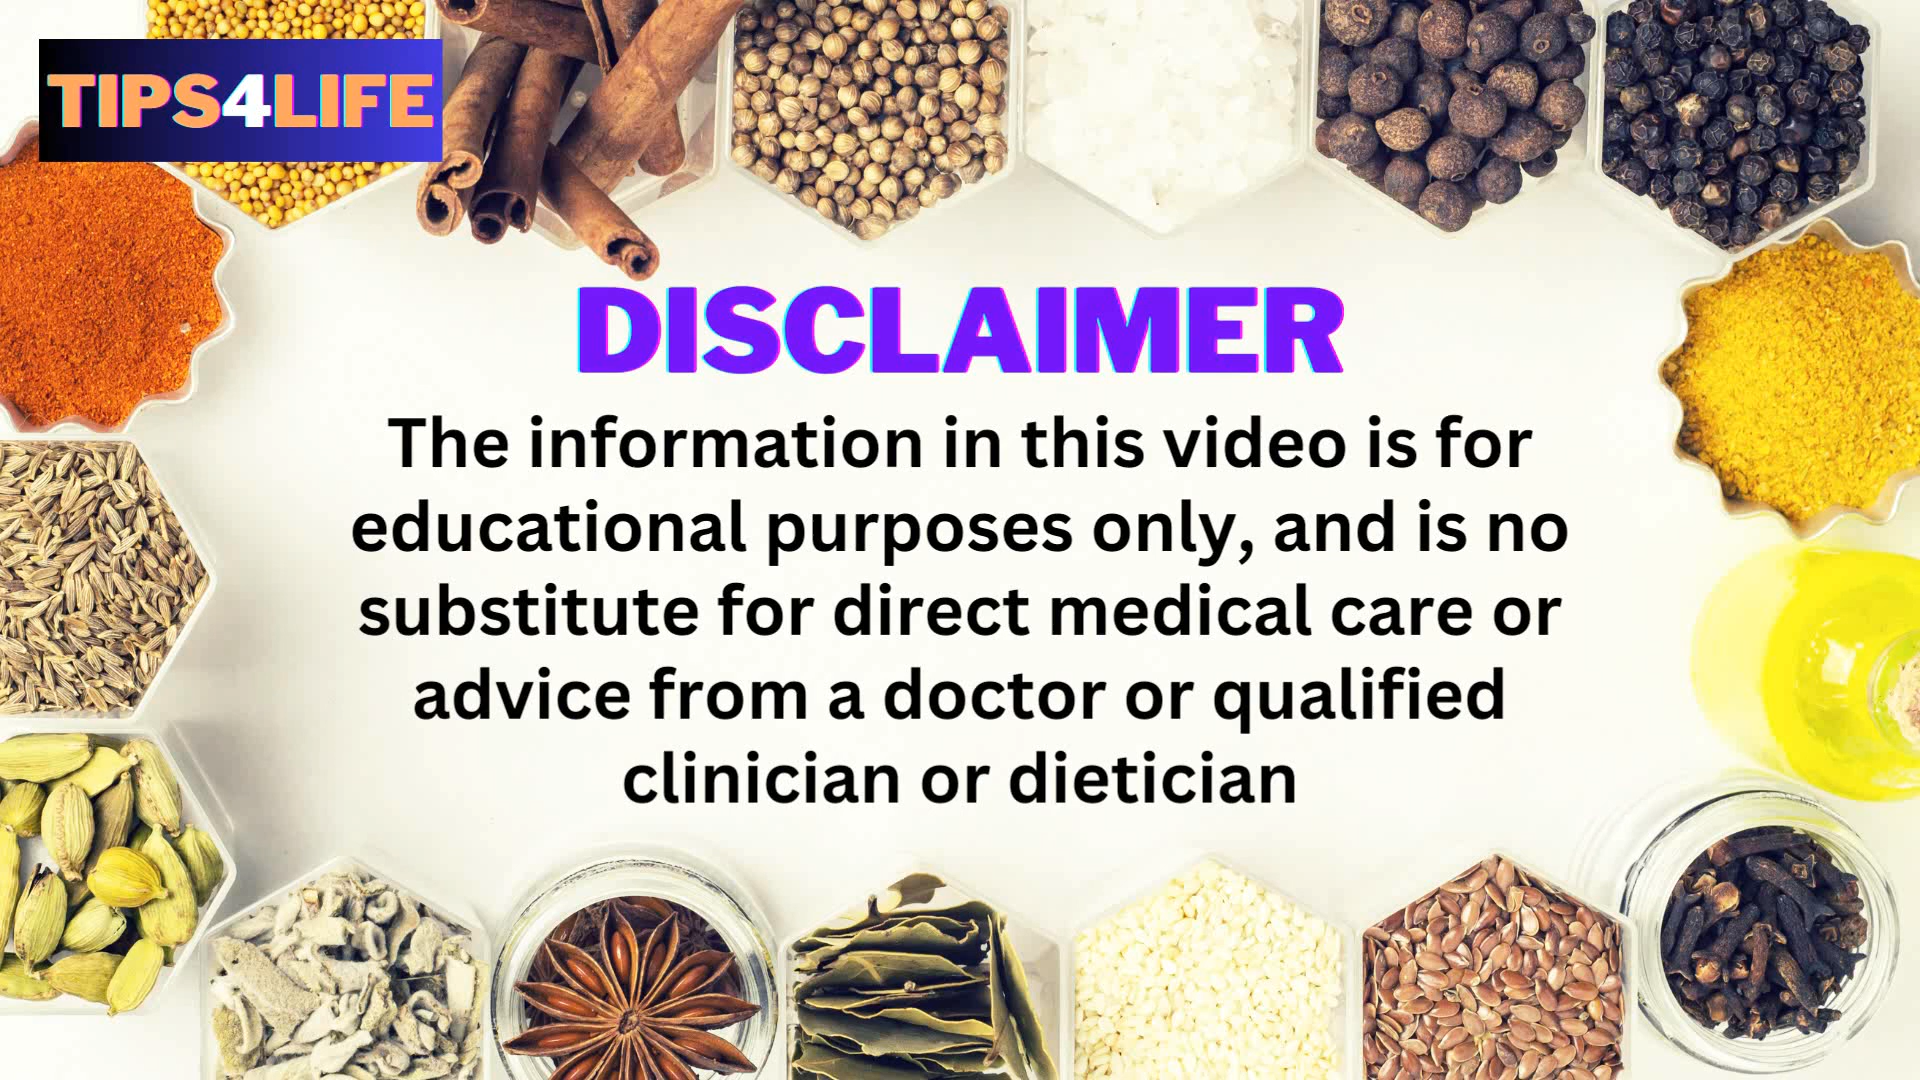 TIPS4LIFE
DISCLAIMER
The information in this video is for
educational purposes only, and is no
substitute for direct medical care or
advice from a doctor or qualified
clinician or dietician